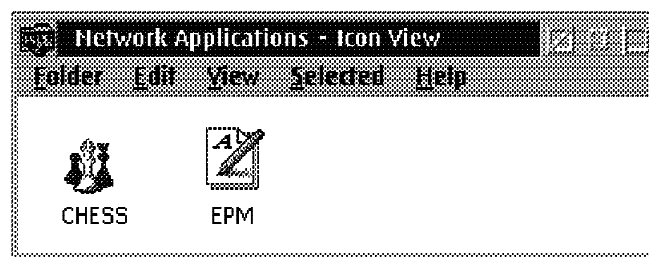 Network Applications - Icon View
Folder Edit View Selected Help
CHESS EPM